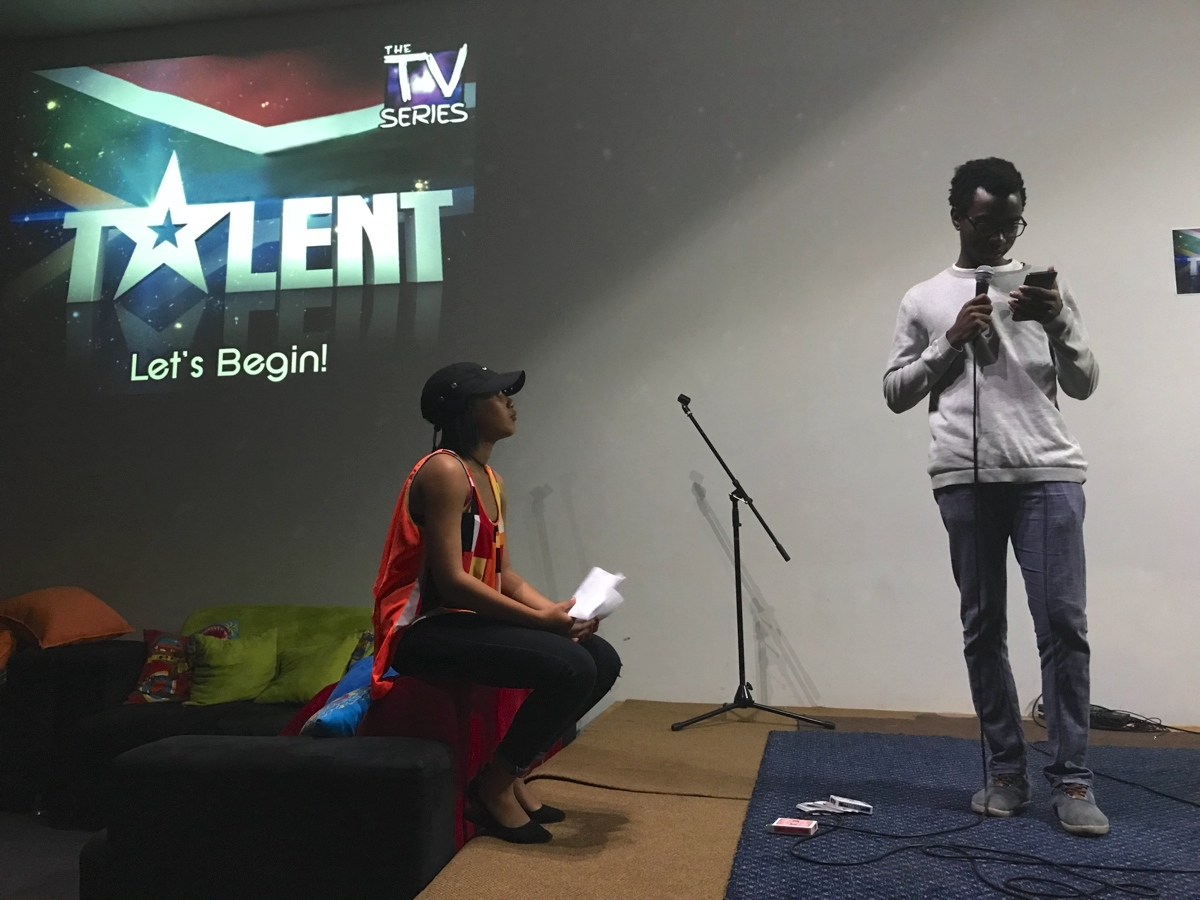 THE
TV
SERIES
TALENT
Let's Begin!